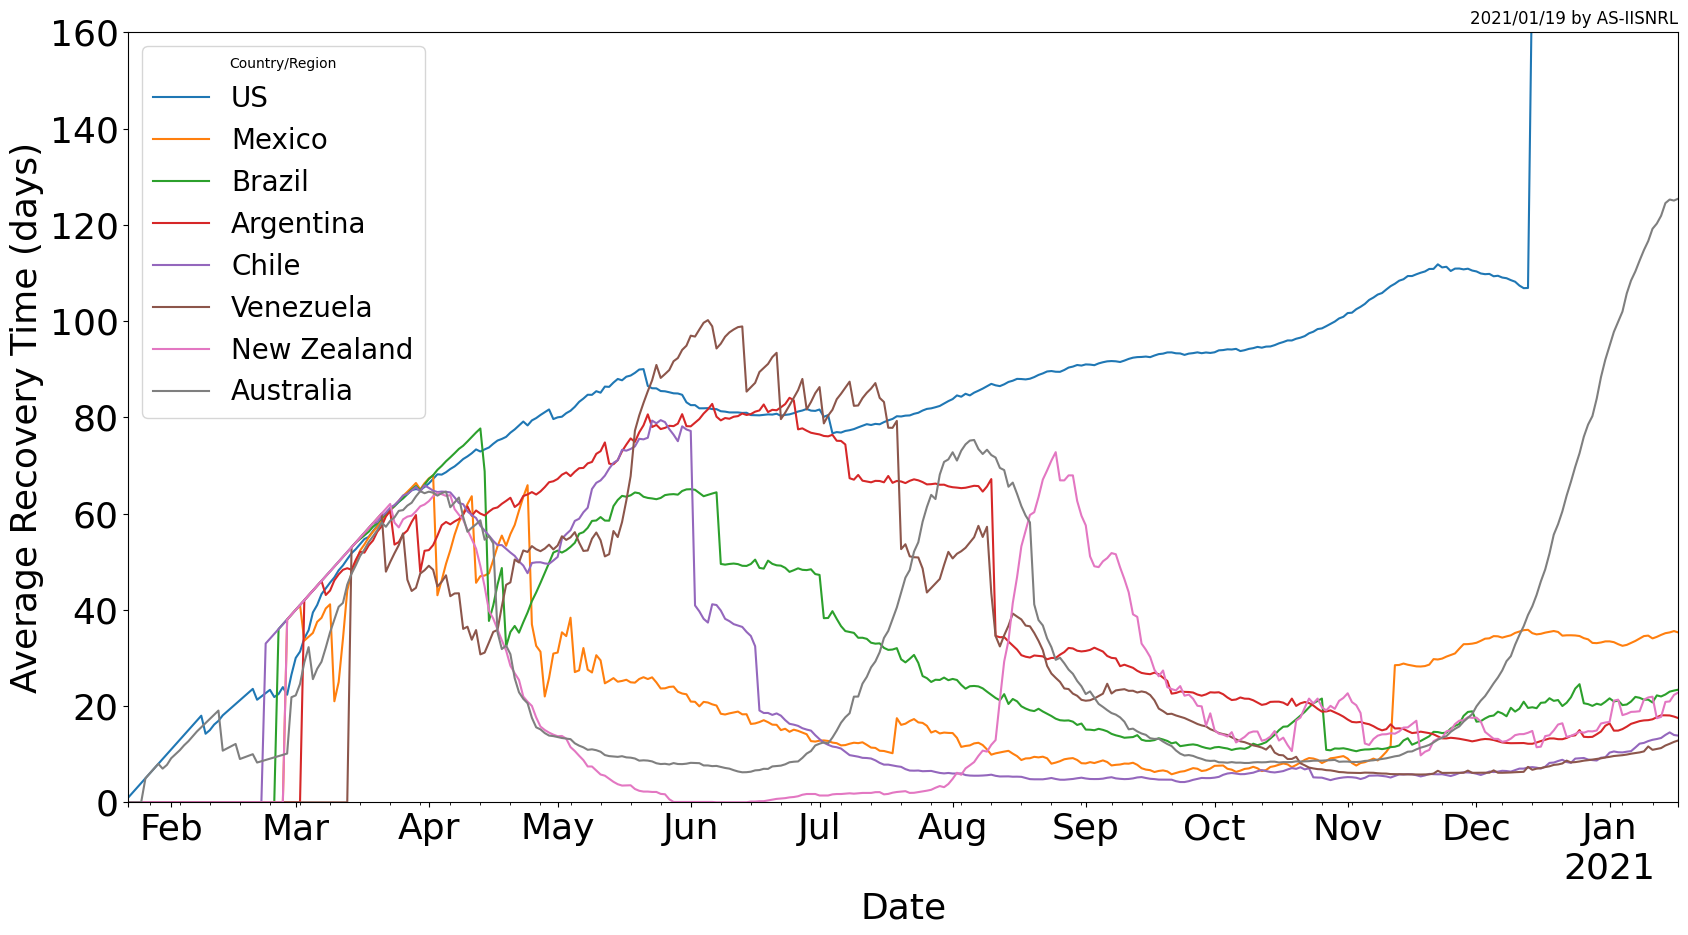 2021/01/19 by AS-IISNRL
160
140
120
100
80
60
40
20
0
Average Recovery Time (days)
Country/Region
US
Mexico
Brazil
Argentina
Chile
Venezuela
New Zealand
Australia
Feb Mar Apr May Jun Jul Aug Sep Oct Nov Dec Jan
2021
Date